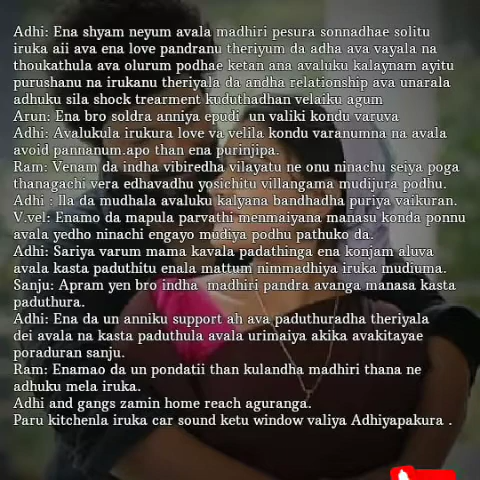 Adhi: Ena shyam neyum avala madhiri pesura sonnadhae solitu
iruka aii ava ena love pandranu theriyum da adha ava vayala na
thoukathula ava olurum podhae ketan ana avaluku kalaynam ayitu
purushanu na irukanu theriyala da andha relationship ava unarala
adhuku sila shock trearment kuduthadhan velaiku agum
Arun: Ena bro soldra anniya epudi un valiki kondu varuva
Adhi: Avalukula irukura love va velila kondu varanumna na avala
avoid pannanum.apo than ena purinjipa.
Ram: Venam da indha vibiredha vilayatu ne onu ninachu seiya poga
thanagachi vera edhavadhu yosichitu villangama mudijura podhu.
Adhi : Ila da mudhala avaluku kalyana bandhadha puriya vaikuran.
V.vel: Enamo da mapula parvathi menmaiyana manasu konda ponnu
avala yedho ninachi engayo mudiya podhu pathuko da.
Adhi: Sariya varum mama kavala padathinga ena konjam aluva
avala kasta paduthitu enala mattum nimmadhiya iruka mudiuma.
Sanju: Apram yen bro indha madhiri pandra avanga manasa kasta
paduthura.
Adhi: Ena da un anniku support ah ava paduthuradha theriyala
dei avala na kasta paduthula avala urimaiya akika avakitayae
poraduran sanju.
Ram: Enamao da un pondatii than kulandha madhiri thana ne
adhuku mela iruka.
Adhi and gangs zamin home reach aguranga.
Paru kitchenla iruka car sound ketu window valiya Adhiyapakura .